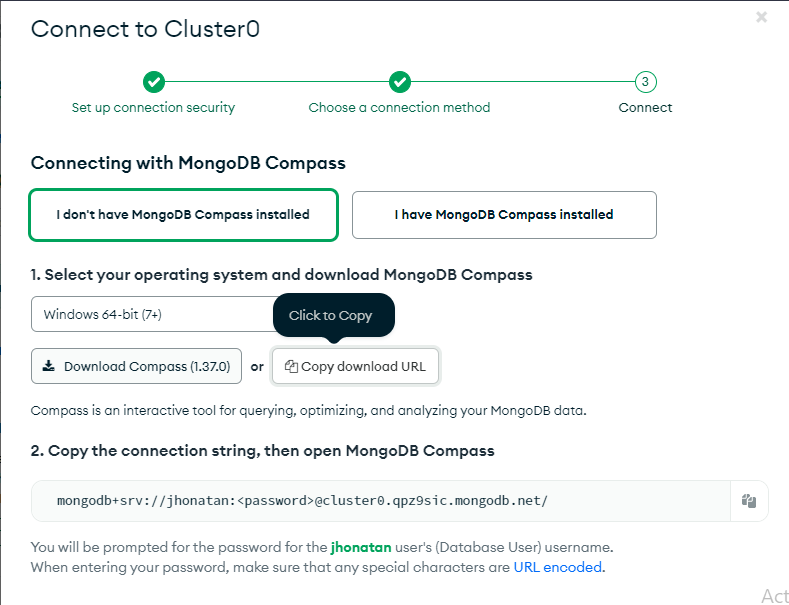 Connect to Cluster0
3
Set up connection security
Choose a connection method
Connect
Connecting with MongoDB Compass
I don't have MongoDB Compass installed
I have MongoDB Compass installed
1. Select your operating system and download MongoDB Compass
Windows 64-bit (7+)
Click to Copy
Download Compass (1.37.0)
or
Copy download URL
Compass is an interactive tool for querying, optimizing, and analyzing your MongoDB data.
2. Copy the connection string, then open MongoDB Compass
mongodb+srv://jhonatan:<password>@cluster0.qpz9sic.mongodb.net/
You will be prompted for the password for the jhonatan user's (Database User) username.
When entering your password, make sure that any special characters are URL encoded.
Act